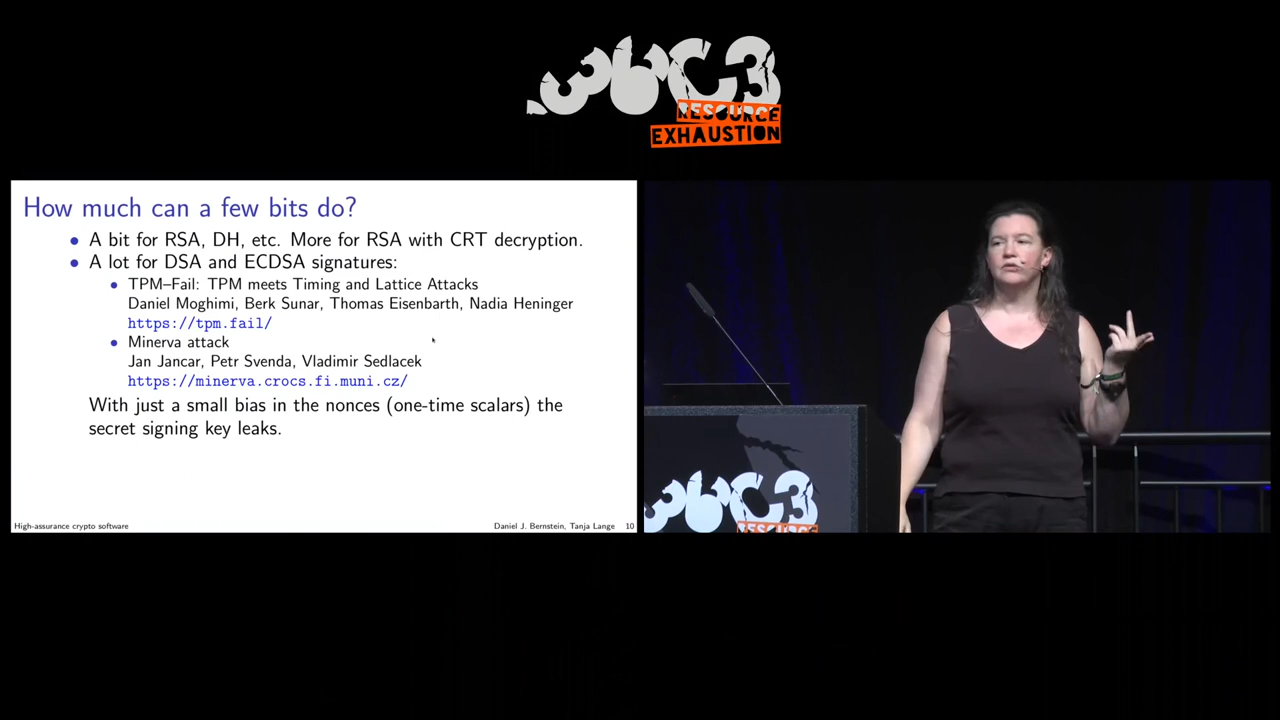 36C3
RESOURCE
EXHAUSTION
How much can a few bits do?
• A bit for RSA, DH, etc. More for RSA with CRT decryption.
• A lot for DSA and ECDSA signatures:
• TPM–Fail: TPM meets Timing and Lattice Attacks
Daniel Moghimi, Berk Sunar, Thomas Eisenbarth, Nadia Heninger
https://tpm.fail/
• Minerva attack
Jan Jancar, Petr Svenda, Vladimir Sedlacek
https://minerva.crocs.fi.muni.cz/
With just a small bias in the nonces (one-time scalars) the
secret signing key leaks.
High-assurance crypto software
Daniel J. Bernstein, Tanja Lange 10
36C3
RESOURCE